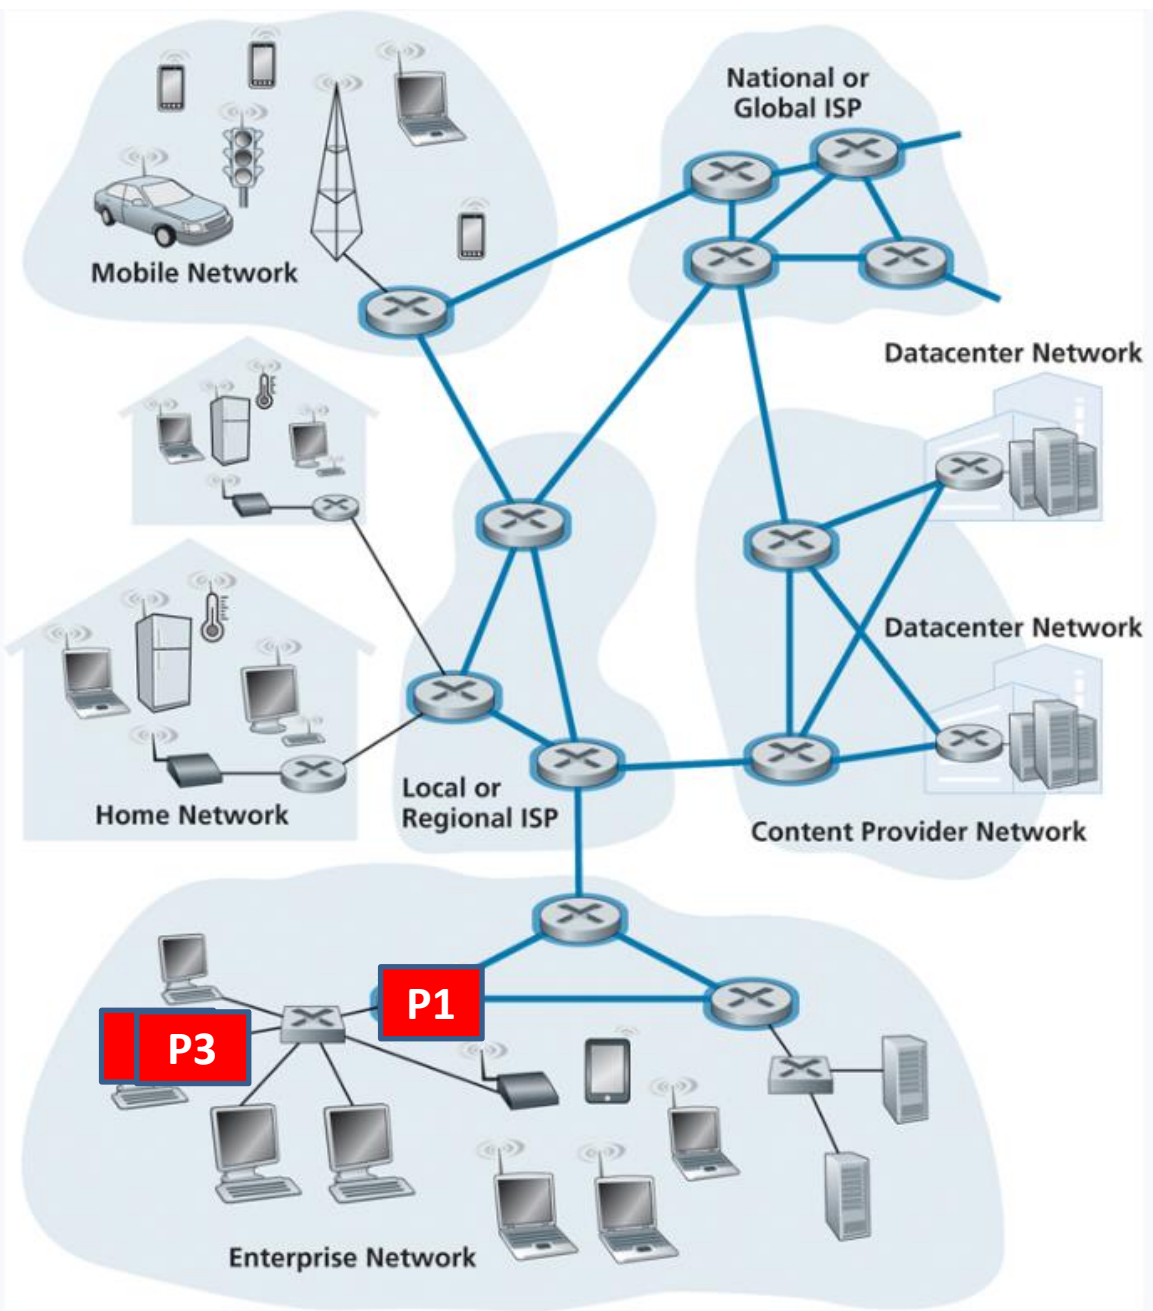 National or
Global ISP
Mobile Network
Datacenter Network
Datacenter Network
Home Network
Local or
Regional ISP
Content Provider Network
P1
P3
Enterprise Network